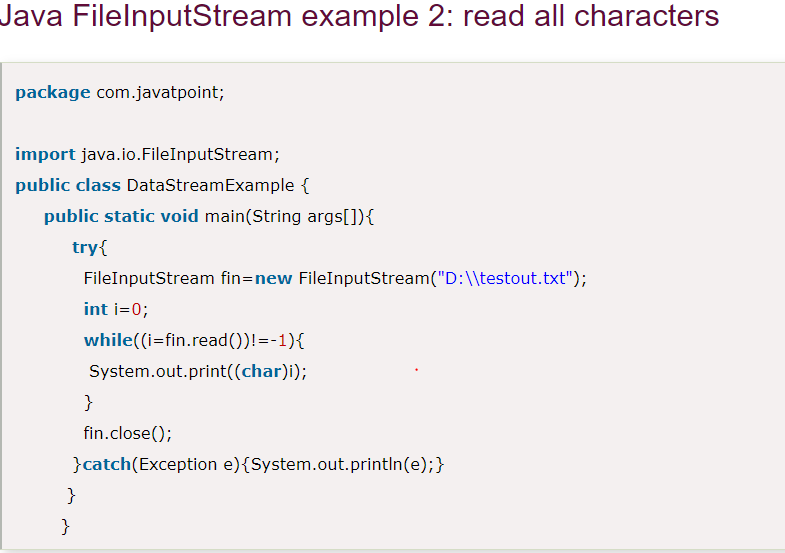 Java FileInputStream example 2: read all characters
package com.javatpoint;
import java.io.FileInputStream;
public class DataStreamExample {
public static void main(String args[]){
try{
FileInputStream fin=new FileInputStream("D:\\testout.txt");
int i=0;
while((i=fin.read())!=-1){
System.out.print((char)i);
}
fin.close();
}catch(Exception e){System.out.println(e);}
}
}